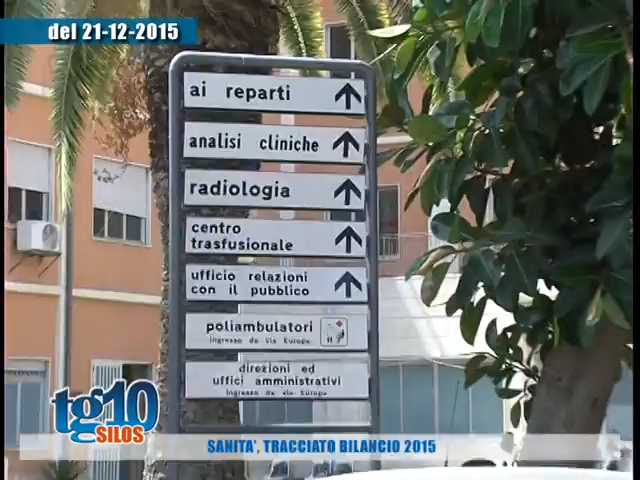 del 21-12-2015
ai reparti
analisi cliniche
radiologia
centro
trasfusionale
ufficio relazioni
con il pubblico
poliambulatori
Ingresso da Via Europa
direzioni ed
uffici amministrativi
Ingresso da Via Europa
tg10
SILOS
SANITA', TRACCIATO BILANCIO 2015